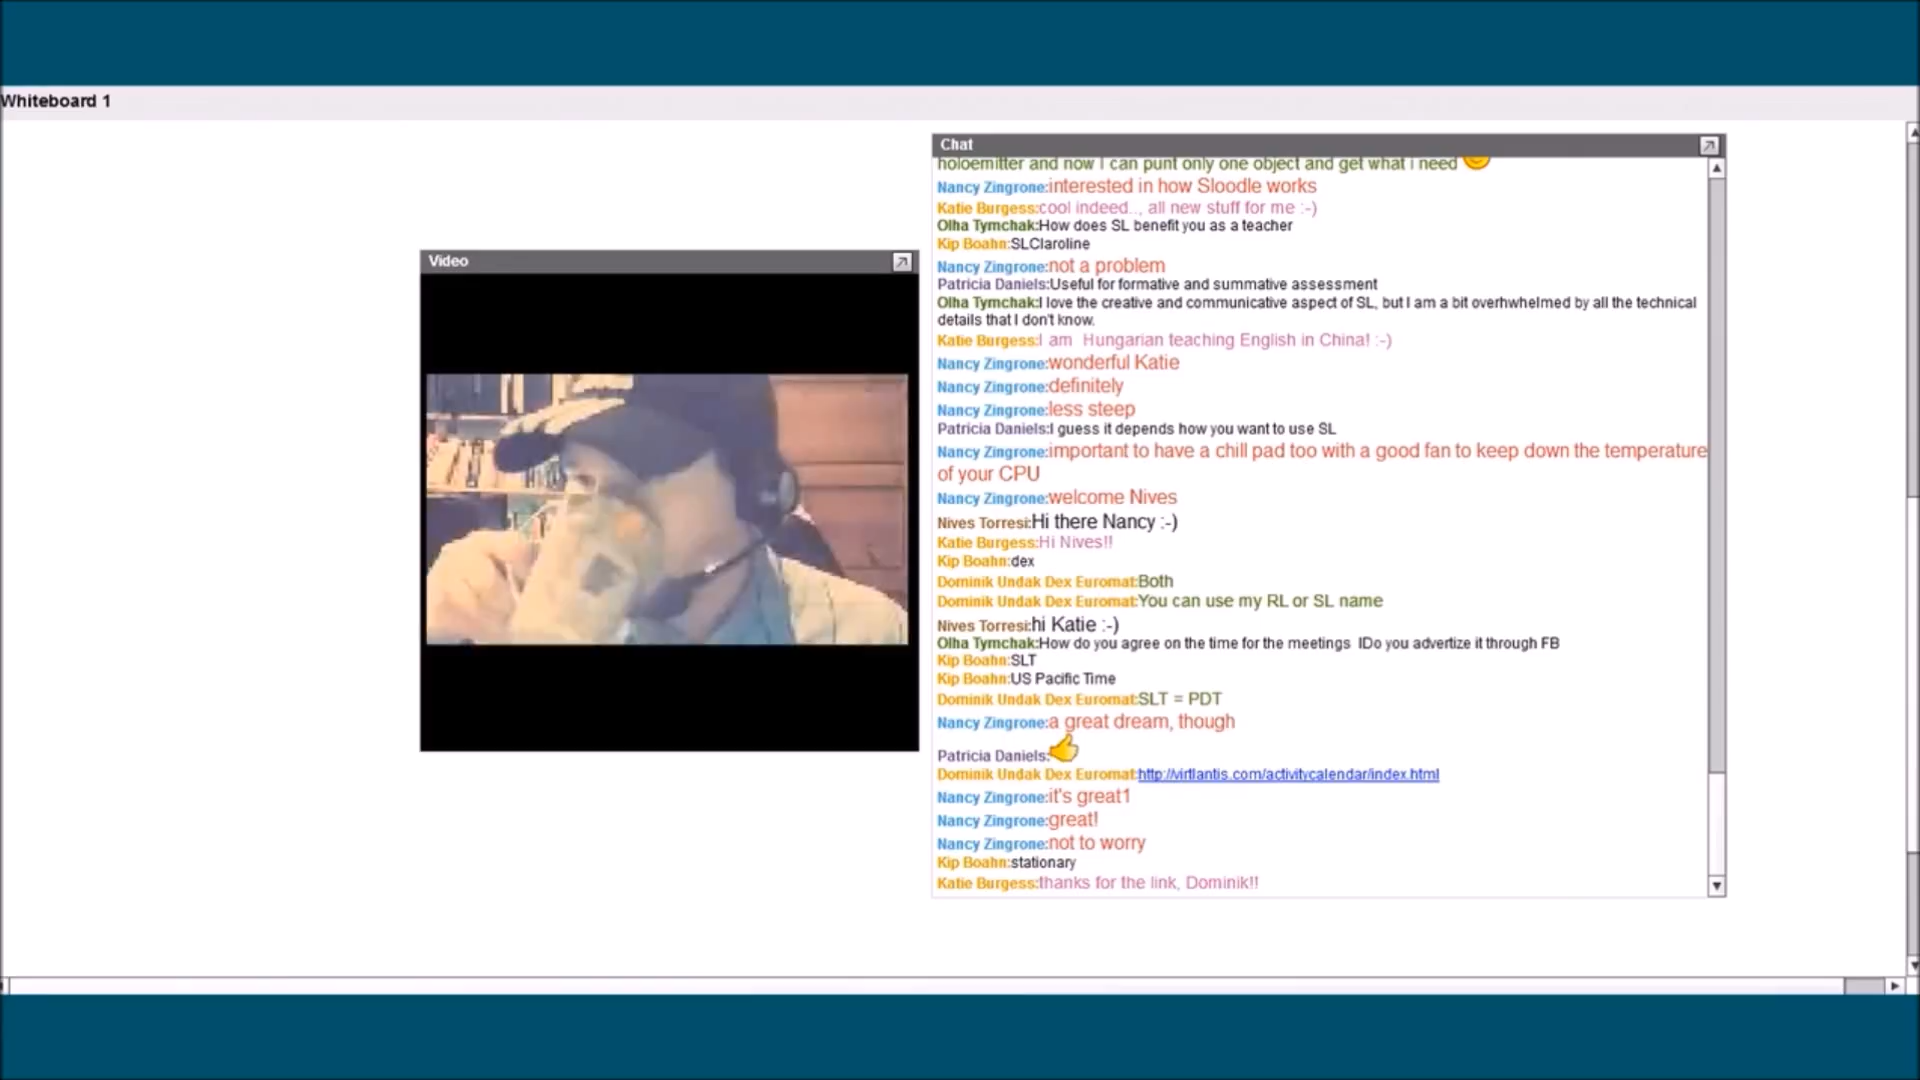 Whiteboard 1
Video
Chat
holoemitter and now I can punt only one object and get what i need
Nancy Zingrone:interested in how Sloodle works
Katie Burgess:cool indeed.., all new stuff for me :-)
Olha Tymchak:How does SL benefit you as a teacher
Kip Boahn:SLClaroline
Nancy Zingrone:not a problem
Patricia Daniels:Useful for formative and summative assessment
Olha Tymchak:I love the creative and communicative aspect of SL, but I am a bit overhwhelmed by all the technical
details that I don't know.
Katie Burgess:I am  Hungarian teaching English in China! :-)
Nancy Zingrone:wonderful Katie
Nancy Zingrone:definitely
Nancy Zingrone:less steep
Patricia Daniels:I guess it depends how you want to use SL
Nancy Zingrone:important to have a chill pad too with a good fan to keep down the temperature
of your CPU
Nancy Zingrone:welcome Nives
Nives Torresi:Hi there Nancy :-)
Katie Burgess:Hi Nives!!
Kip Boahn:dex
Dominik Undak Dex Euromat:Both
Dominik Undak Dex Euromat:You can use my RL or SL name
Nives Torresi:hi Katie :-)
Olha Tymchak:How do you agree on the time for the meetings  IDo you advertize it through FB
Kip Boahn:SLT
Kip Boahn:US Pacific Time
Dominik Undak Dex Euromat:SLT = PDT
Nancy Zingrone:a great dream, though
Patricia Daniels:
Dominik Undak Dex Euromat:http://virtlantis.com/activitycalendar/index.html
Nancy Zingrone:it's great1
Nancy Zingrone:great!
Nancy Zingrone:not to worry
Kip Boahn:stationary
Katie Burgess:thanks for the link, Dominik!!